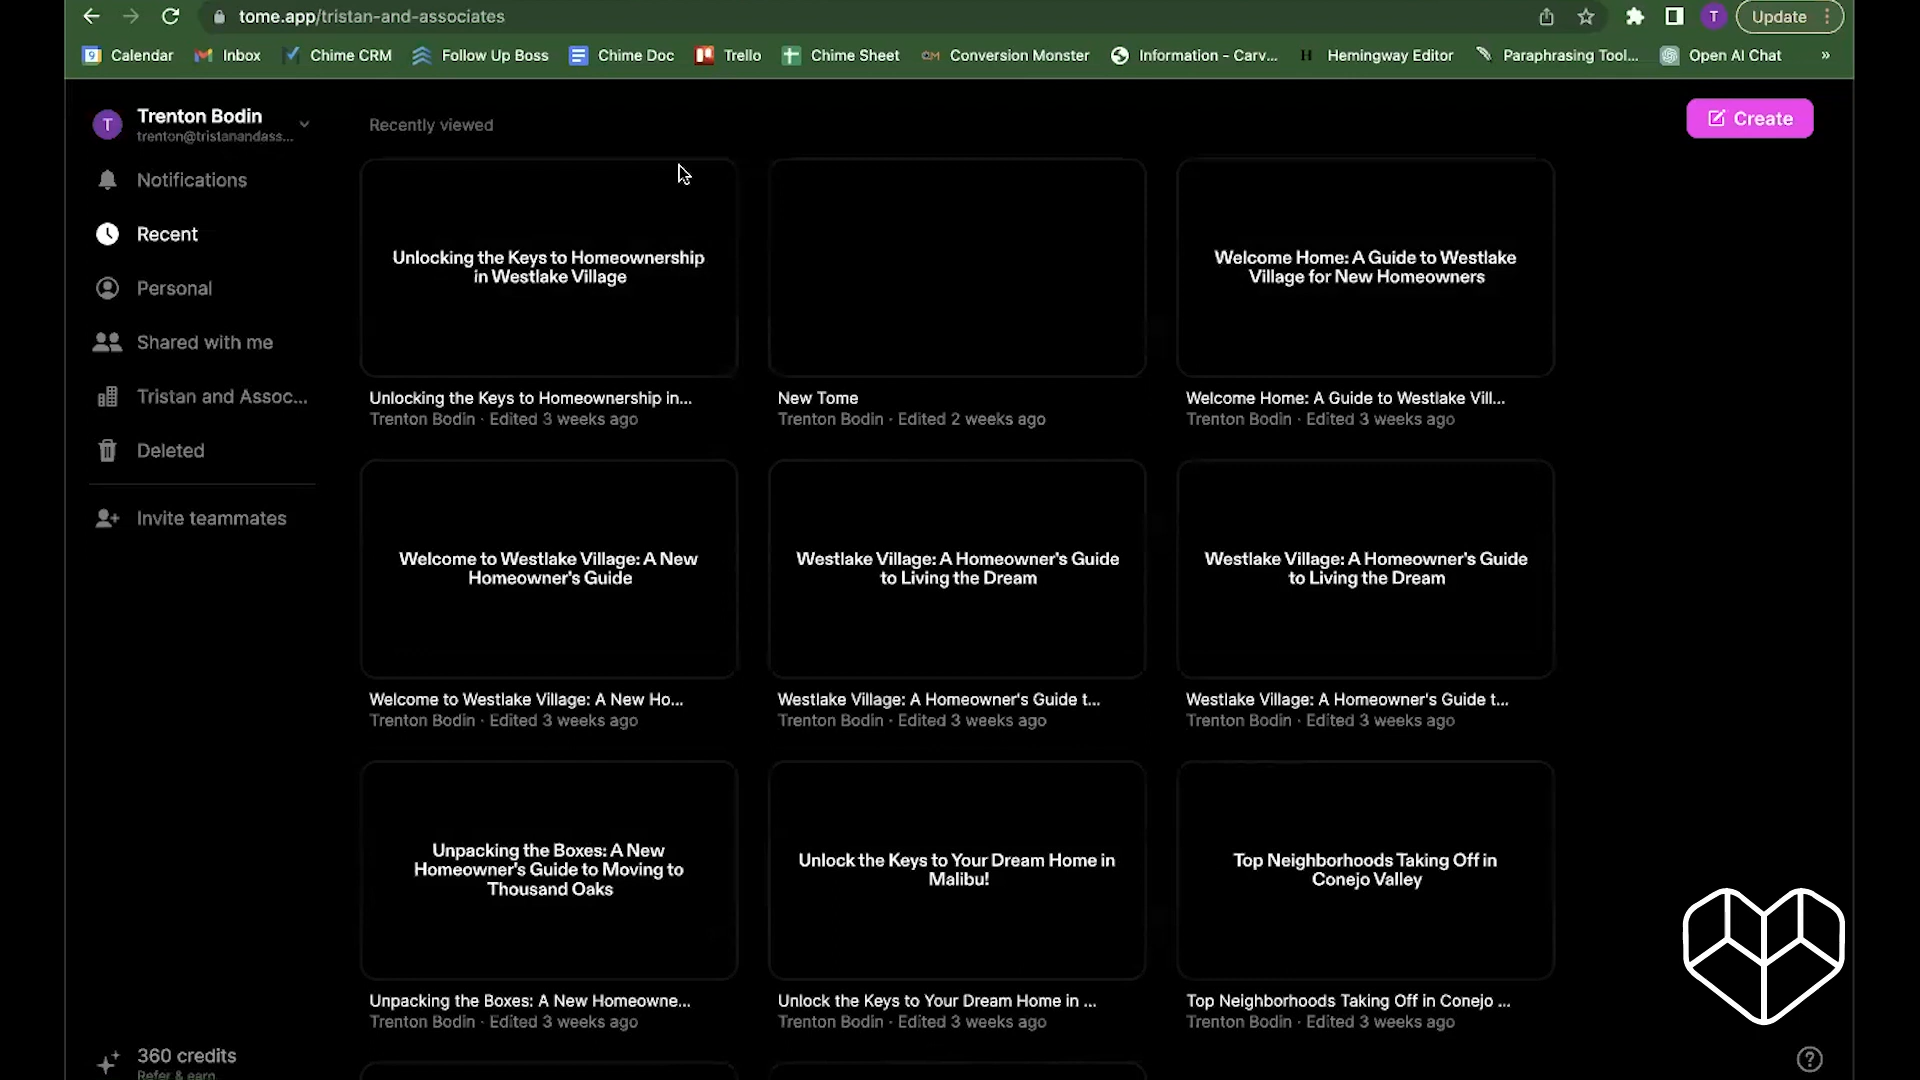 tome.app/tristan-and-associates
T
Update
9
Calendar
Inbox
Chime CRM
Follow Up Boss
Chime Doc
Trello
Chime Sheet
CM
Conversion Monster
Information - Carv...
H
Hemingway Editor
Paraphrasing Tool...
Open AI Chat
»
T
Trenton Bodin
trenton@tristanandass...
Recently viewed
Create
Notifications
Recent
Personal
Shared with me
Tristan and Assoc...
Deleted
Invite teammates
360 credits
Refer & earn
Unlocking the Keys to Homeownership
in Westlake Village
Unlocking the Keys to Homeownership in...
Trenton Bodin · Edited 3 weeks ago
New Tome
Trenton Bodin · Edited 2 weeks ago
Welcome Home: A Guide to Westlake
Village for New Homeowners
Welcome Home: A Guide to Westlake Vill...
Trenton Bodin · Edited 3 weeks ago
Welcome to Westlake Village: A New
Homeowner's Guide
Welcome to Westlake Village: A New Ho...
Trenton Bodin · Edited 3 weeks ago
Westlake Village: A Homeowner's Guide
to Living the Dream
Westlake Village: A Homeowner's Guide t...
Trenton Bodin · Edited 3 weeks ago
Westlake Village: A Homeowner's Guide
to Living the Dream
Westlake Village: A Homeowner's Guide t...
Trenton Bodin · Edited 3 weeks ago
Unpacking the Boxes: A New
Homeowner's Guide to Moving to
Thousand Oaks
Unpacking the Boxes: A New Homeowne...
Trenton Bodin · Edited 3 weeks ago
Unlock the Keys to Your Dream Home in
Malibu!
Unlock the Keys to Your Dream Home in ...
Trenton Bodin · Edited 3 weeks ago
Top Neighborhoods Taking Off in
Conejo Valley
Top Neighborhoods Taking Off in Conejo ...
Trenton Bodin · Edited 3 weeks ago
?